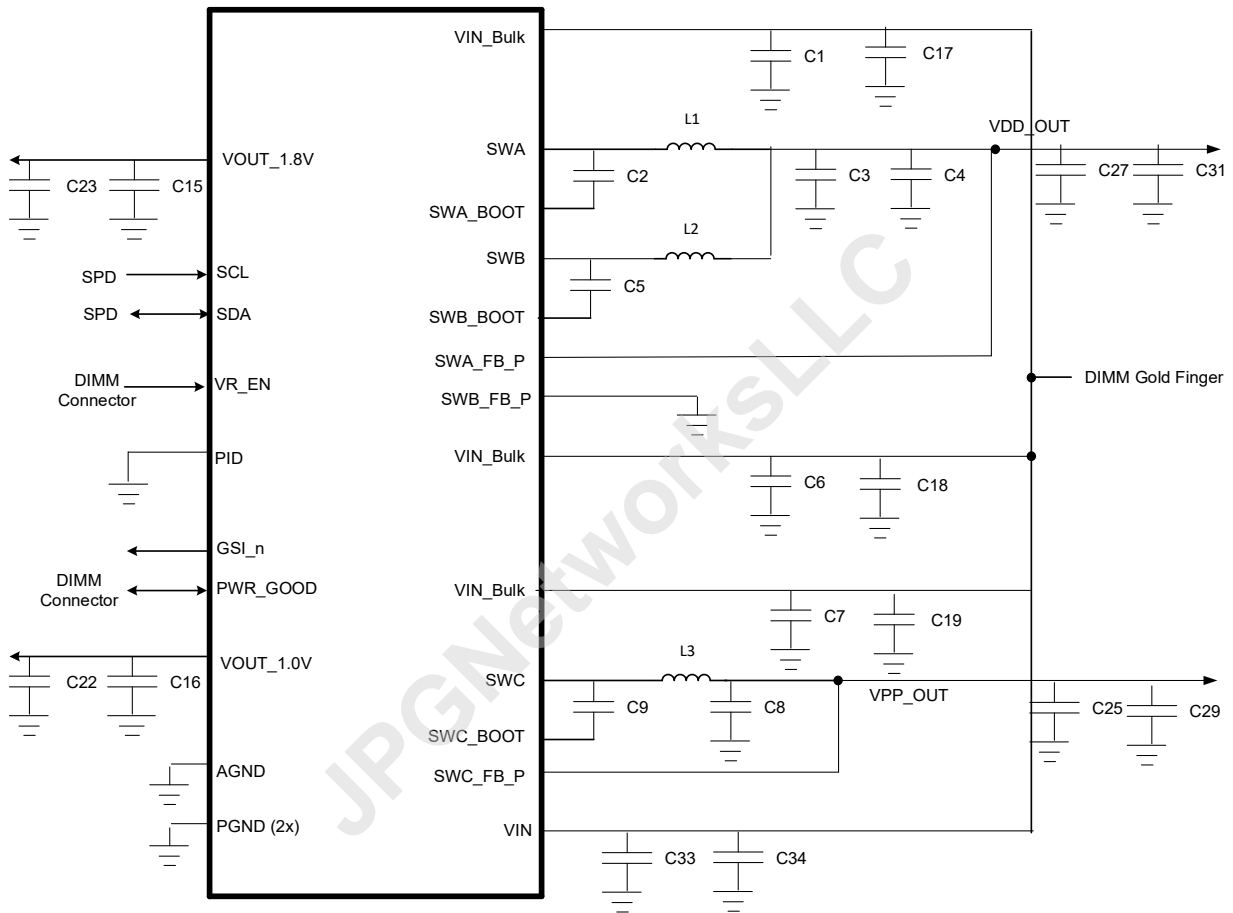 VIN_Bulk
C1
C17
L1
VDD_OUT
SWA
VOUT_1.8V
C23
C15
C2
C3
C4
C27
C31
SWA_BOOT
L2
SWB
SPD
SCL
C5
SPD
SDA
SWB_BOOT
SWA_FB_P
DIMM
Connector
VR_EN
DIMM Gold Finger
SWB_FB_P
PID
VIN_Bulk
C6
C18
GSI_n
DIMM
Connector
PWR_GOOD
VIN_Bulk
C7
C19
L3
VOUT_1.0V
C22
C16
SWC
VPP_OUT
C9
C8
C25
C29
SWC_BOOT
AGND
SWC_FB_P
PGND (2x)
VIN
C33
C34
JPGNetworksLLC